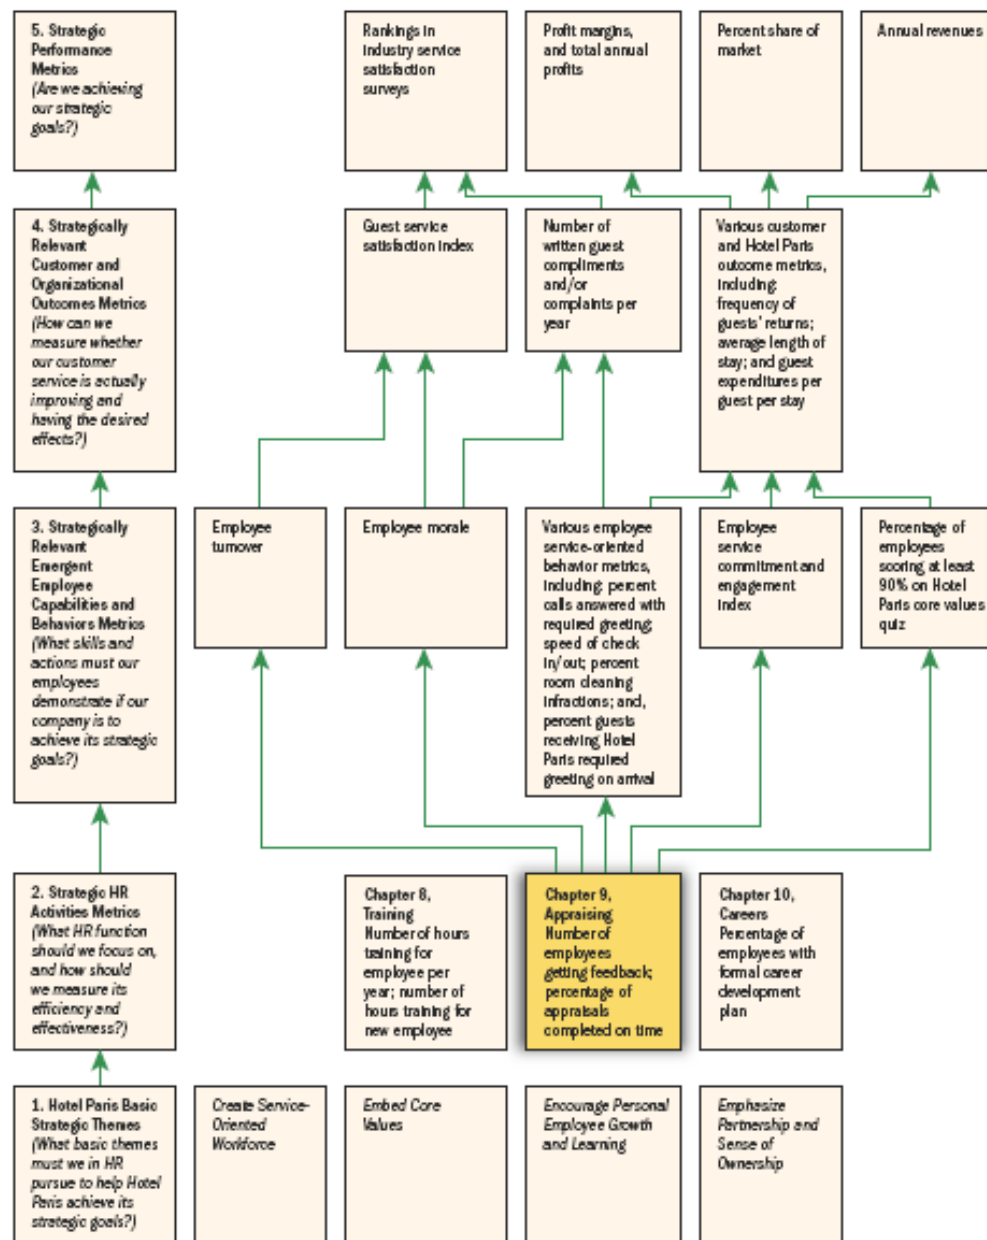 5. Strategic
Performance
Metrics
(Are we achieving
our strategic
goals?)
Rankings in
industry service
satisfaction
surveys
Profit margins,
and total annual
profits
Percent share of
market
Annual revenues
4. Strategically
Relevant
Customer and
Organizational
Outcomes Metrics
(How can we
measure whether
our customer
service is actually
improving and
having the desired
effects?)
Guest service
satisfaction index
Number of
written guest
compliments
and/or
complaints per
year
Various customer
and Hotel Paris
outcome metrics,
including:
frequency of
guests' returns;
average length of
stay; and guest
expenditures per
guest per stay
3. Strategically
Relevant
Emergent
Employee
Capabilities and
Behaviors Metrics
(What skills and
actions must our
employees
demonstrate if our
company is to
achieve its strategic
goals?)
Employee
turnover
Employee morale
Various employee
service-oriented
behavior metrics,
including: percent
calls answered with
required greeting;
speed of check
in/out; percent
room cleaning
infractions; and,
percent guests
receiving Hotel
Paris required
greeting on arrival
Employee
service
commitment and
engagement
index
Percentage of
employees
scoring at least
90% on Hotel
Paris core values
quiz
2. Strategic HR
Activities Metrics
(What HR function
should we focus on,
and how should
we measure its
efficiency and
effectiveness?)
Chapter 8,
Training
Number of hours
training for
employee per
year; number of
hours training for
new employee
Chapter 9,
Appraising
Number of
employees
getting feedback;
percentage of
appraisals
completed on time
Chapter 10,
Careers
Percentage of
employees with
formal career
development
plan
1. Hotel Paris Basic
Strategic Themes
(What basic themes
must we in HR
pursue to help Hotel
Paris achieve its
strategic goals?)
Create Service-
Oriented
Workforce
Embed Core
Values
Encourage Personal
Employee Growth
and Learning
Emphasize
Partnership and
Sense of
Ownership